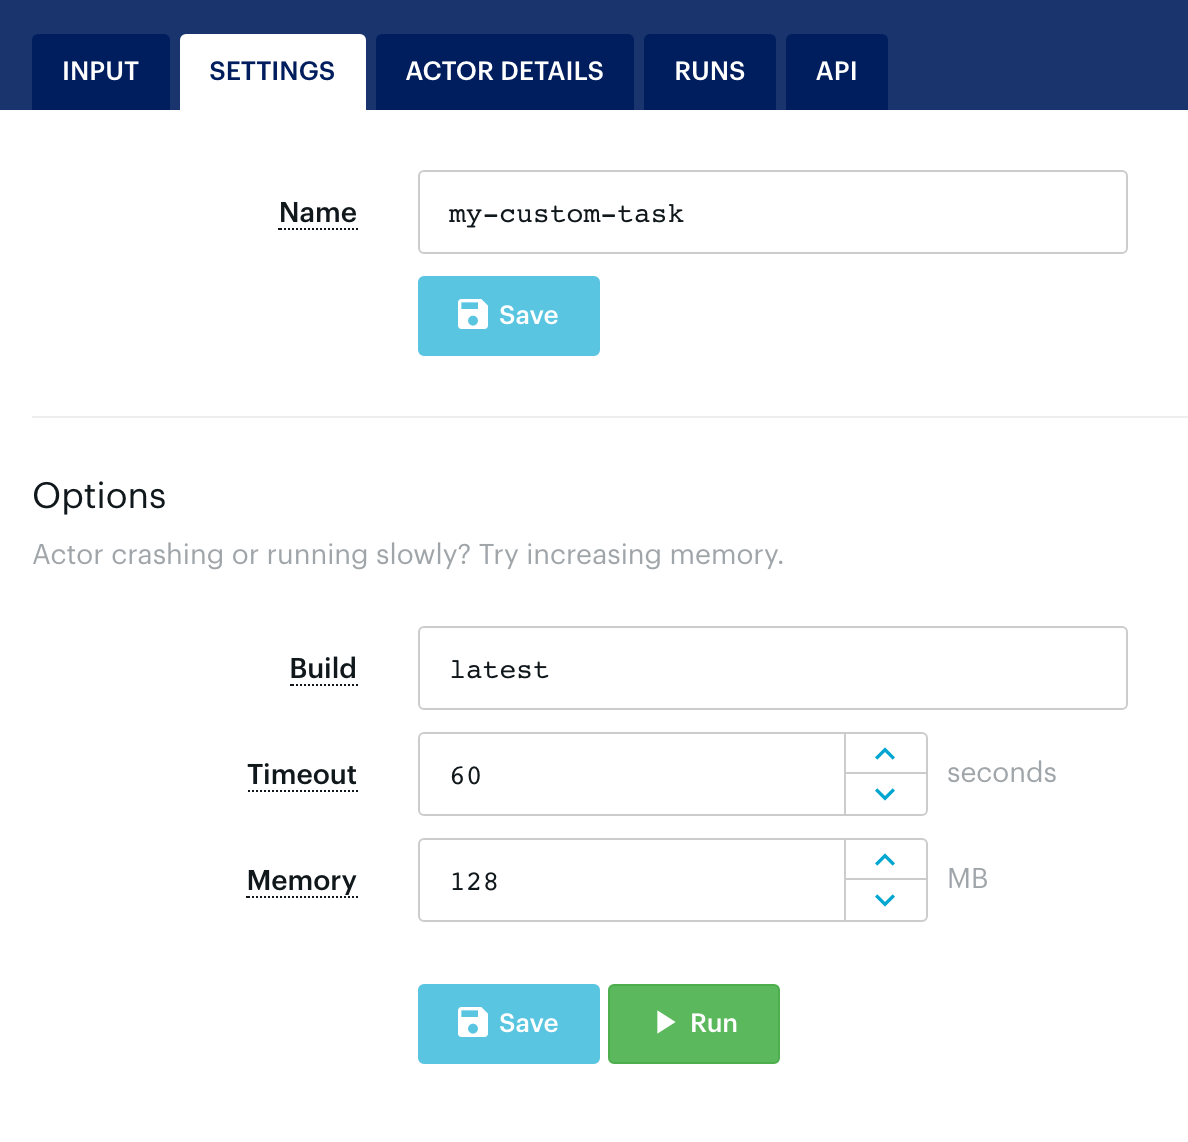 INPUT SETTINGS ACTOR DETAILS RUNS API
Name my-custom-task
Save
Options
Actor crashing or running slowly? Try increasing memory.
Build latest
Timeout 60 seconds
Memory 128 MB
Save Run